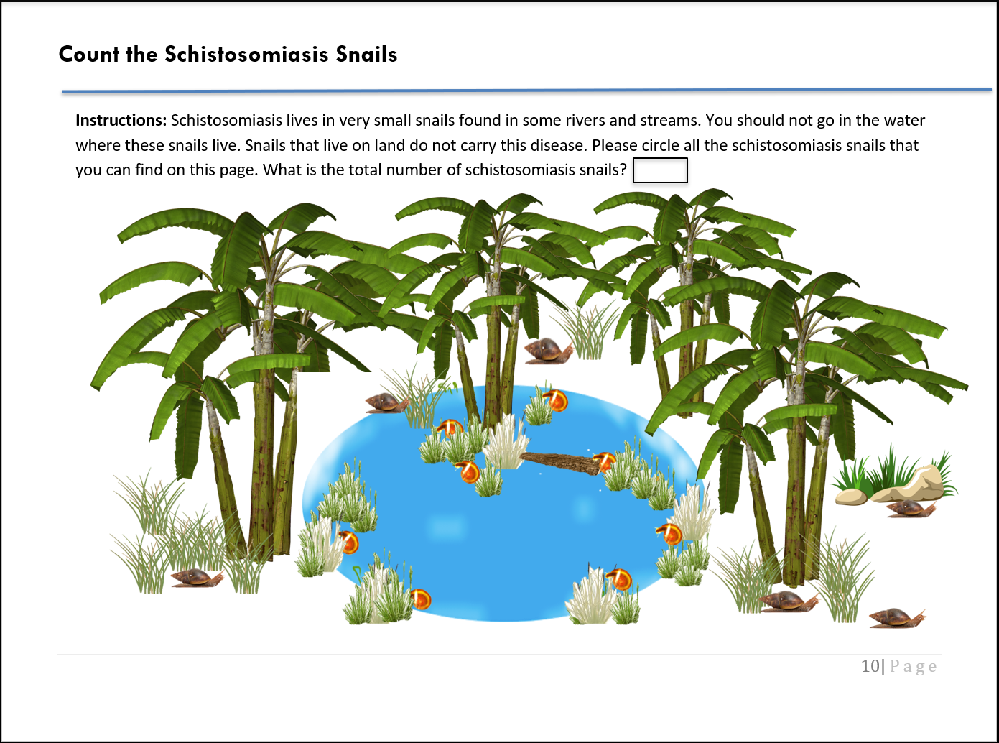 Count the Schistosomiasis Snails
Instructions: Schistosomiasis lives in very small snails found in some rivers and streams. You should not go in the water
where these snails live. Snails that live on land do not carry this disease. Please circle all the schistosomiasis snails that
you can find on this page. What is the total number of schistosomiasis snails?
10| Page